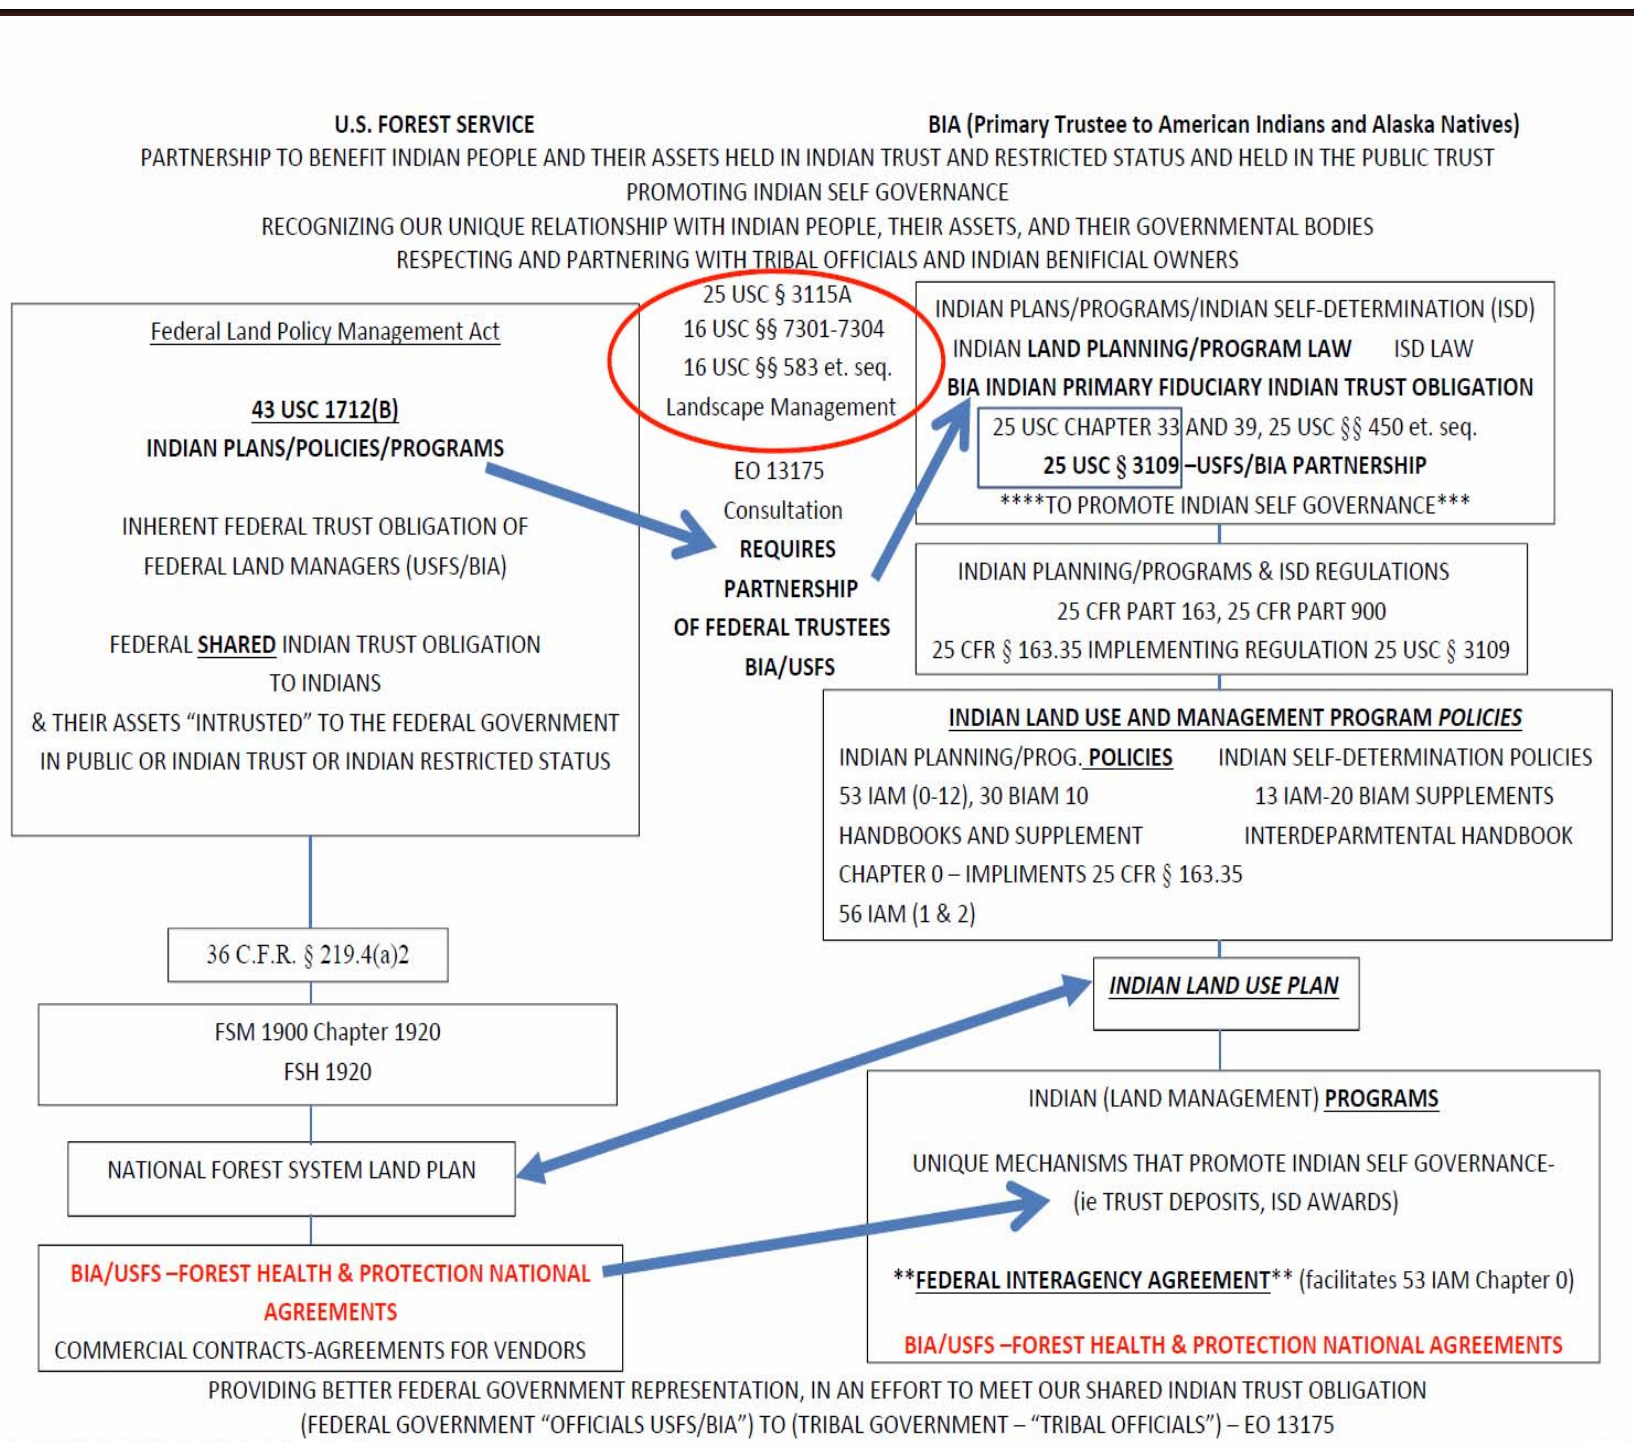 U.S. FOREST SERVICE
BIA (Primary Trustee to American Indians and Alaska Natives)
PARTNERSHIP TO BENEFIT INDIAN PEOPLE AND THEIR ASSETS HELD IN INDIAN TRUST AND RESTRICTED STATUS AND HELD IN THE PUBLIC TRUST
PROMOTING INDIAN SELF GOVERNANCE
RECOGNIZING OUR UNIQUE RELATIONSHIP WITH INDIAN PEOPLE, THEIR ASSETS, AND THEIR GOVERNMENTAL BODIES
RESPECTING AND PARTNERING WITH TRIBAL OFFICIALS AND INDIAN BENIFICIAL OWNERS
Federal Land Policy Management Act
43 USC 1712(B)
INDIAN PLANS/POLICIES/PROGRAMS
INHERENT FEDERAL TRUST OBLIGATION OF
FEDERAL LAND MANAGERS (USFS/BIA)
FEDERAL SHARED INDIAN TRUST OBLIGATION
TO INDIANS
& THEIR ASSETS “INTRUSTED” TO THE FEDERAL GOVERNMENT
IN PUBLIC OR INDIAN TRUST OR INDIAN RESTRICTED STATUS
36 C.F.R. § 219.4(a)2
FSM 1900 Chapter 1920
FSH 1920
NATIONAL FOREST SYSTEM LAND PLAN
BIA/USFS –FOREST HEALTH & PROTECTION NATIONAL
AGREEMENTS
COMMERCIAL CONTRACTS-AGREEMENTS FOR VENDORS
25 USC § 3115A
16 USC §§ 7301-7304
16 USC §§ 583 et. seq.
Landscape Management
EO 13175
Consultation
REQUIRES
PARTNERSHIP
OF FEDERAL TRUSTEES
BIA/USFS
INDIAN PLANS/PROGRAMS/INDIAN SELF-DETERMINATION (ISD)
INDIAN LAND PLANNING/PROGRAM LAW ISD LAW
BIA INDIAN PRIMARY FIDUCIARY INDIAN TRUST OBLIGATION
25 USC CHAPTER 33 AND 39, 25 USC §§ 450 et. seq.
25 USC § 3109 –USFS/BIA PARTNERSHIP
****TO PROMOTE INDIAN SELF GOVERNANCE***
INDIAN PLANNING/PROGRAMS & ISD REGULATIONS
25 CFR PART 163, 25 CFR PART 900
25 CFR § 163.35 IMPLEMENTING REGULATION 25 USC § 3109
INDIAN LAND USE AND MANAGEMENT PROGRAM POLICIES
INDIAN PLANNING/PROG. POLICIES INDIAN SELF-DETERMINATION POLICIES
53 IAM (0-12), 30 BIAM 10 13 IAM-20 BIAM SUPPLEMENTS
HANDBOOKS AND SUPPLEMENT INTERDEPARMTENTAL HANDBOOK
CHAPTER 0 – IMPLIMENTS 25 CFR § 163.35
56 IAM (1 & 2)
INDIAN LAND USE PLAN
INDIAN (LAND MANAGEMENT) PROGRAMS
UNIQUE MECHANISMS THAT PROMOTE INDIAN SELF GOVERNANCE-
(ie TRUST DEPOSITS, ISD AWARDS)
**FEDERAL INTERAGENCY AGREEMENT** (facilitates 53 IAM Chapter 0)
BIA/USFS –FOREST HEALTH & PROTECTION NATIONAL AGREEMENTS
PROVIDING BETTER FEDERAL GOVERNMENT REPRESENTATION, IN AN EFFORT TO MEET OUR SHARED INDIAN TRUST OBLIGATION
(FEDERAL GOVERNMENT “OFFICIALS USFS/BIA”) TO (TRIBAL GOVERNMENT – “TRIBAL OFFICIALS”) – EO 13175